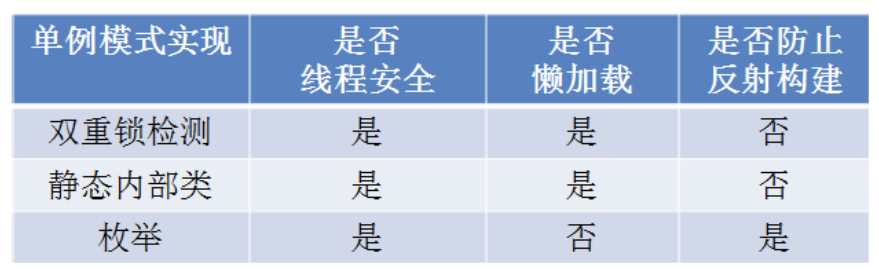 单例模式实现 是否 是否 是否防止
线程安全 懒加载 反射构建
双重锁检测 是 是 否
静态内部类 是 是 否
枚举 是 否 是